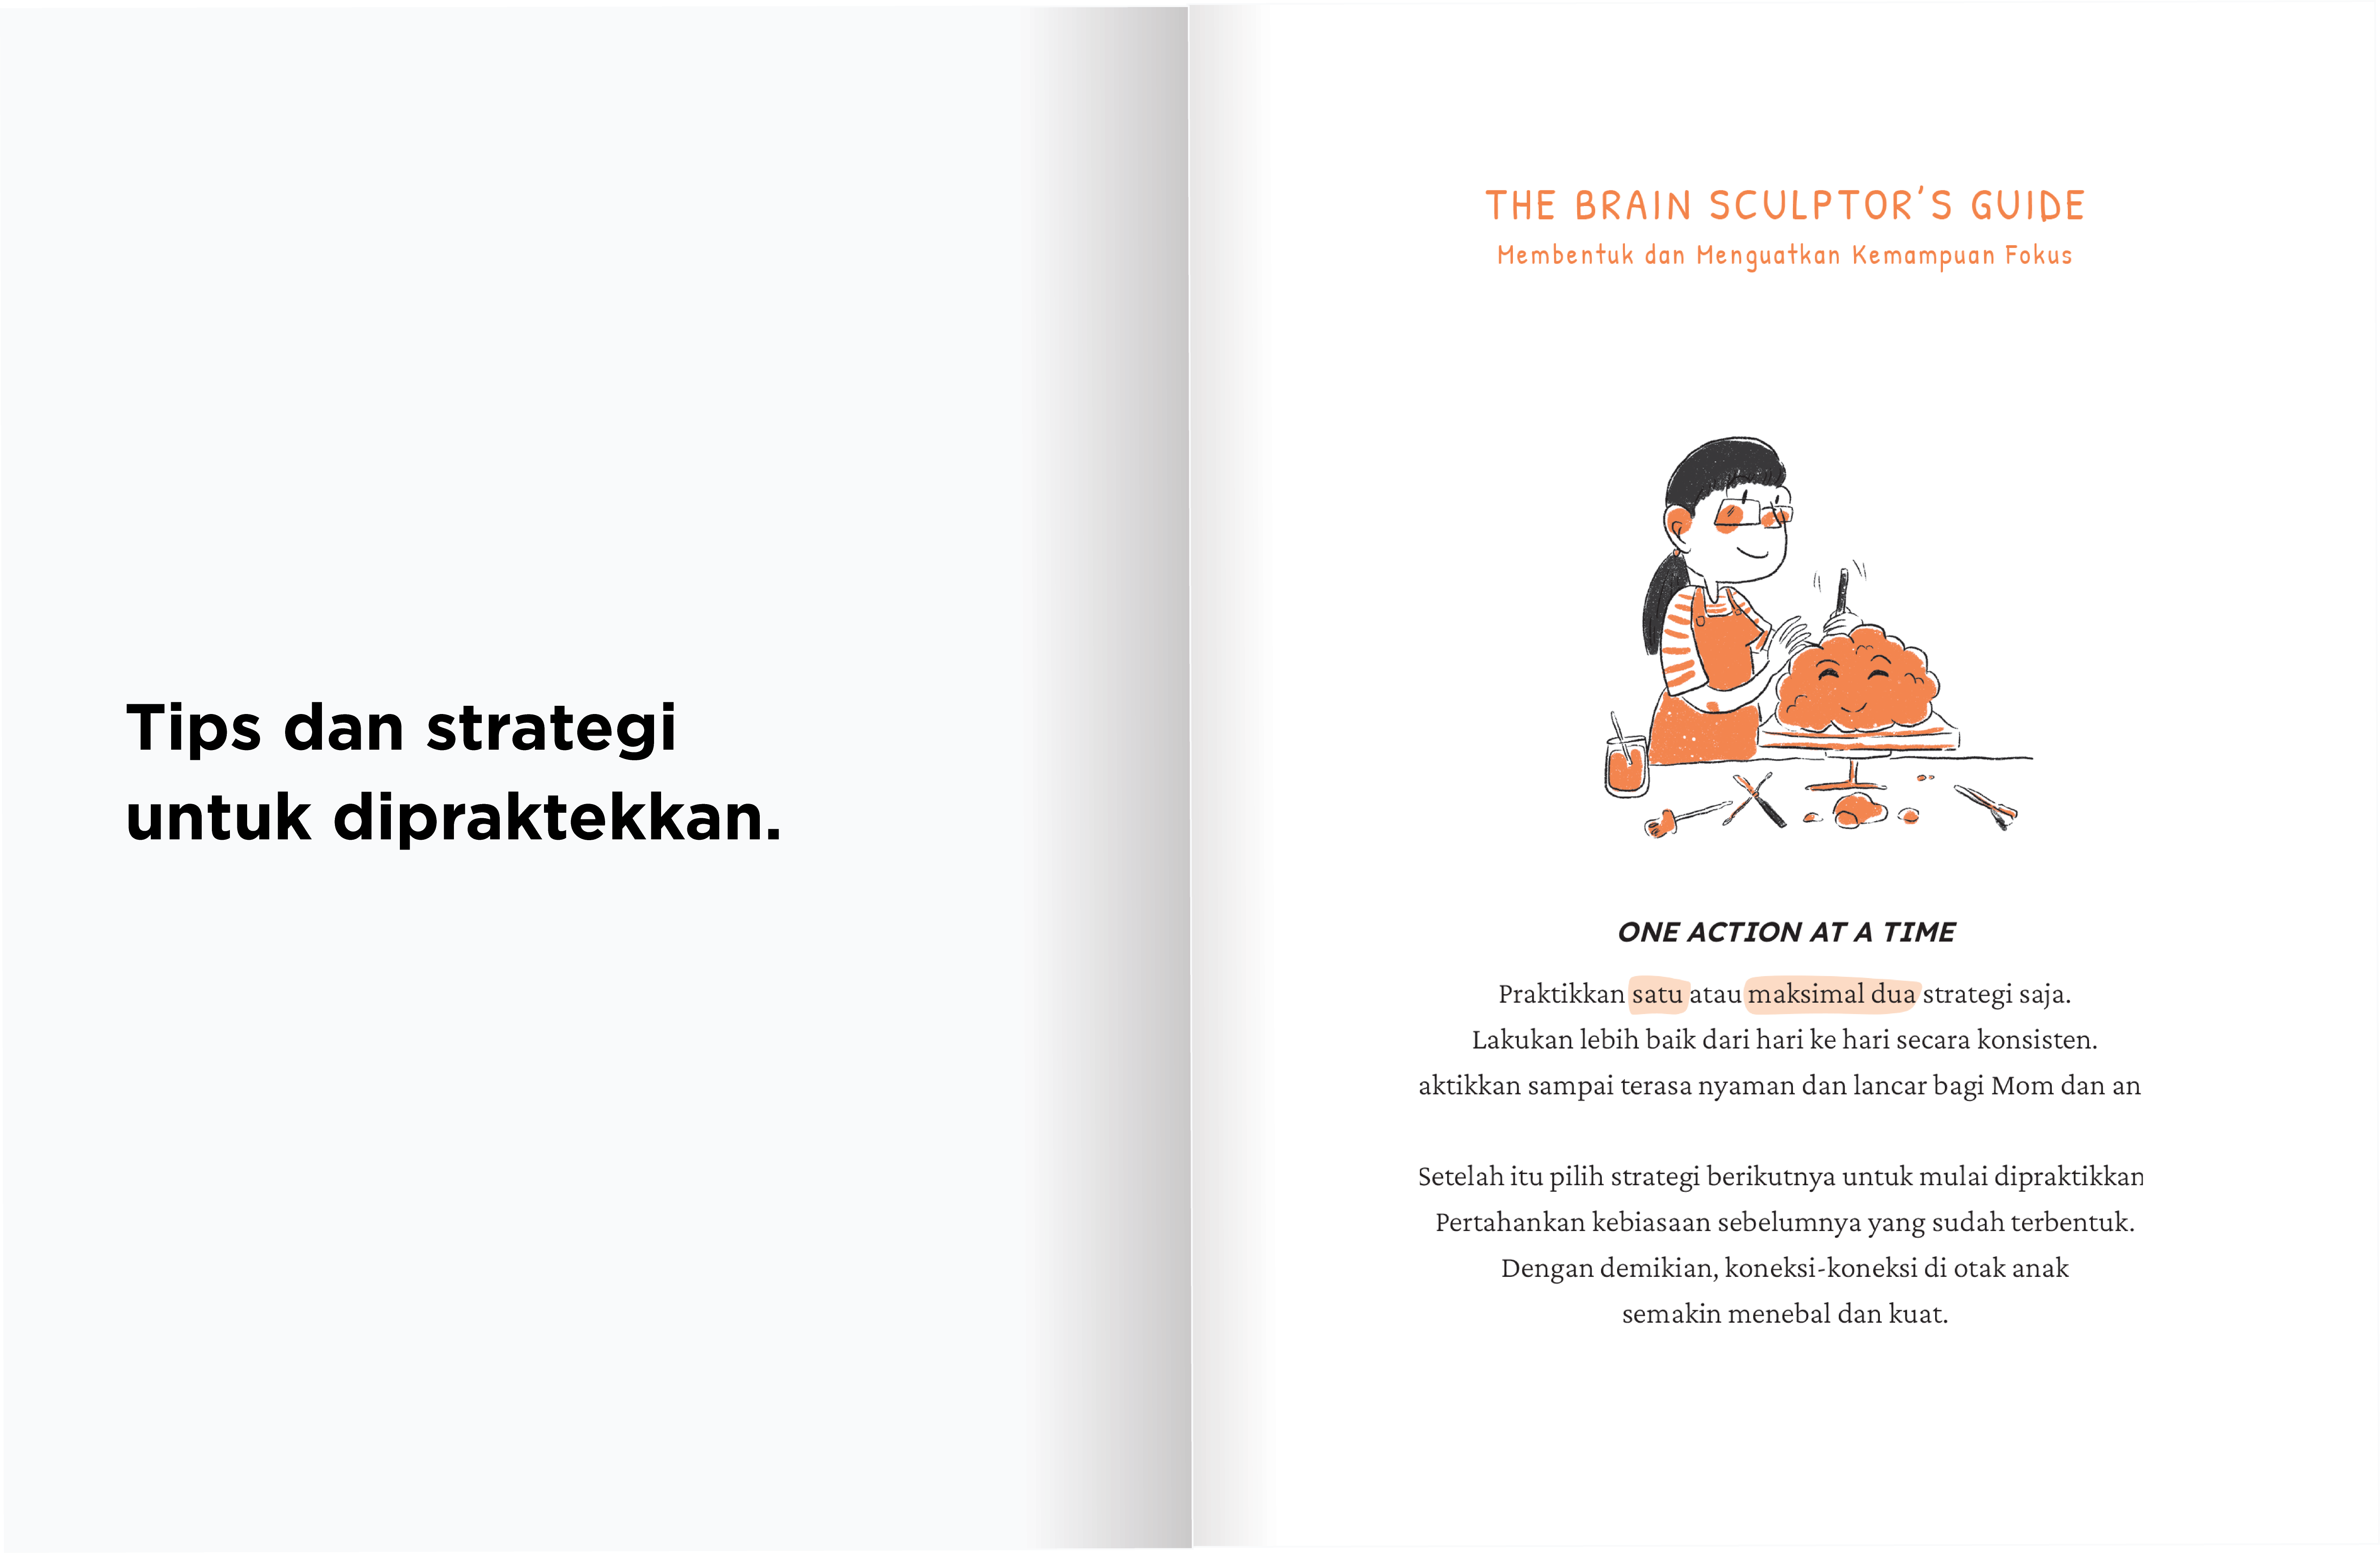 Tips dan strategi
untuk dipraktekkan.
THE BRAIN SCULPTOR'S GUIDE
Membentuk dan Menguatkan Kemampuan Fokus
ONE ACTION AT A TIME
Praktikkan satu atau maksimal dua strategi saja.
Lakukan lebih baik dari hari ke hari secara konsisten.
aktikkan sampai terasa nyaman dan lancar bagi Mom dan an
Setelah itu pilih strategi berikutnya untuk mulai dipraktikkan
Pertahankan kebiasaan sebelumnya yang sudah terbentuk.
Dengan demikian, koneksi-koneksi di otak anak
semakin menebal dan kuat.